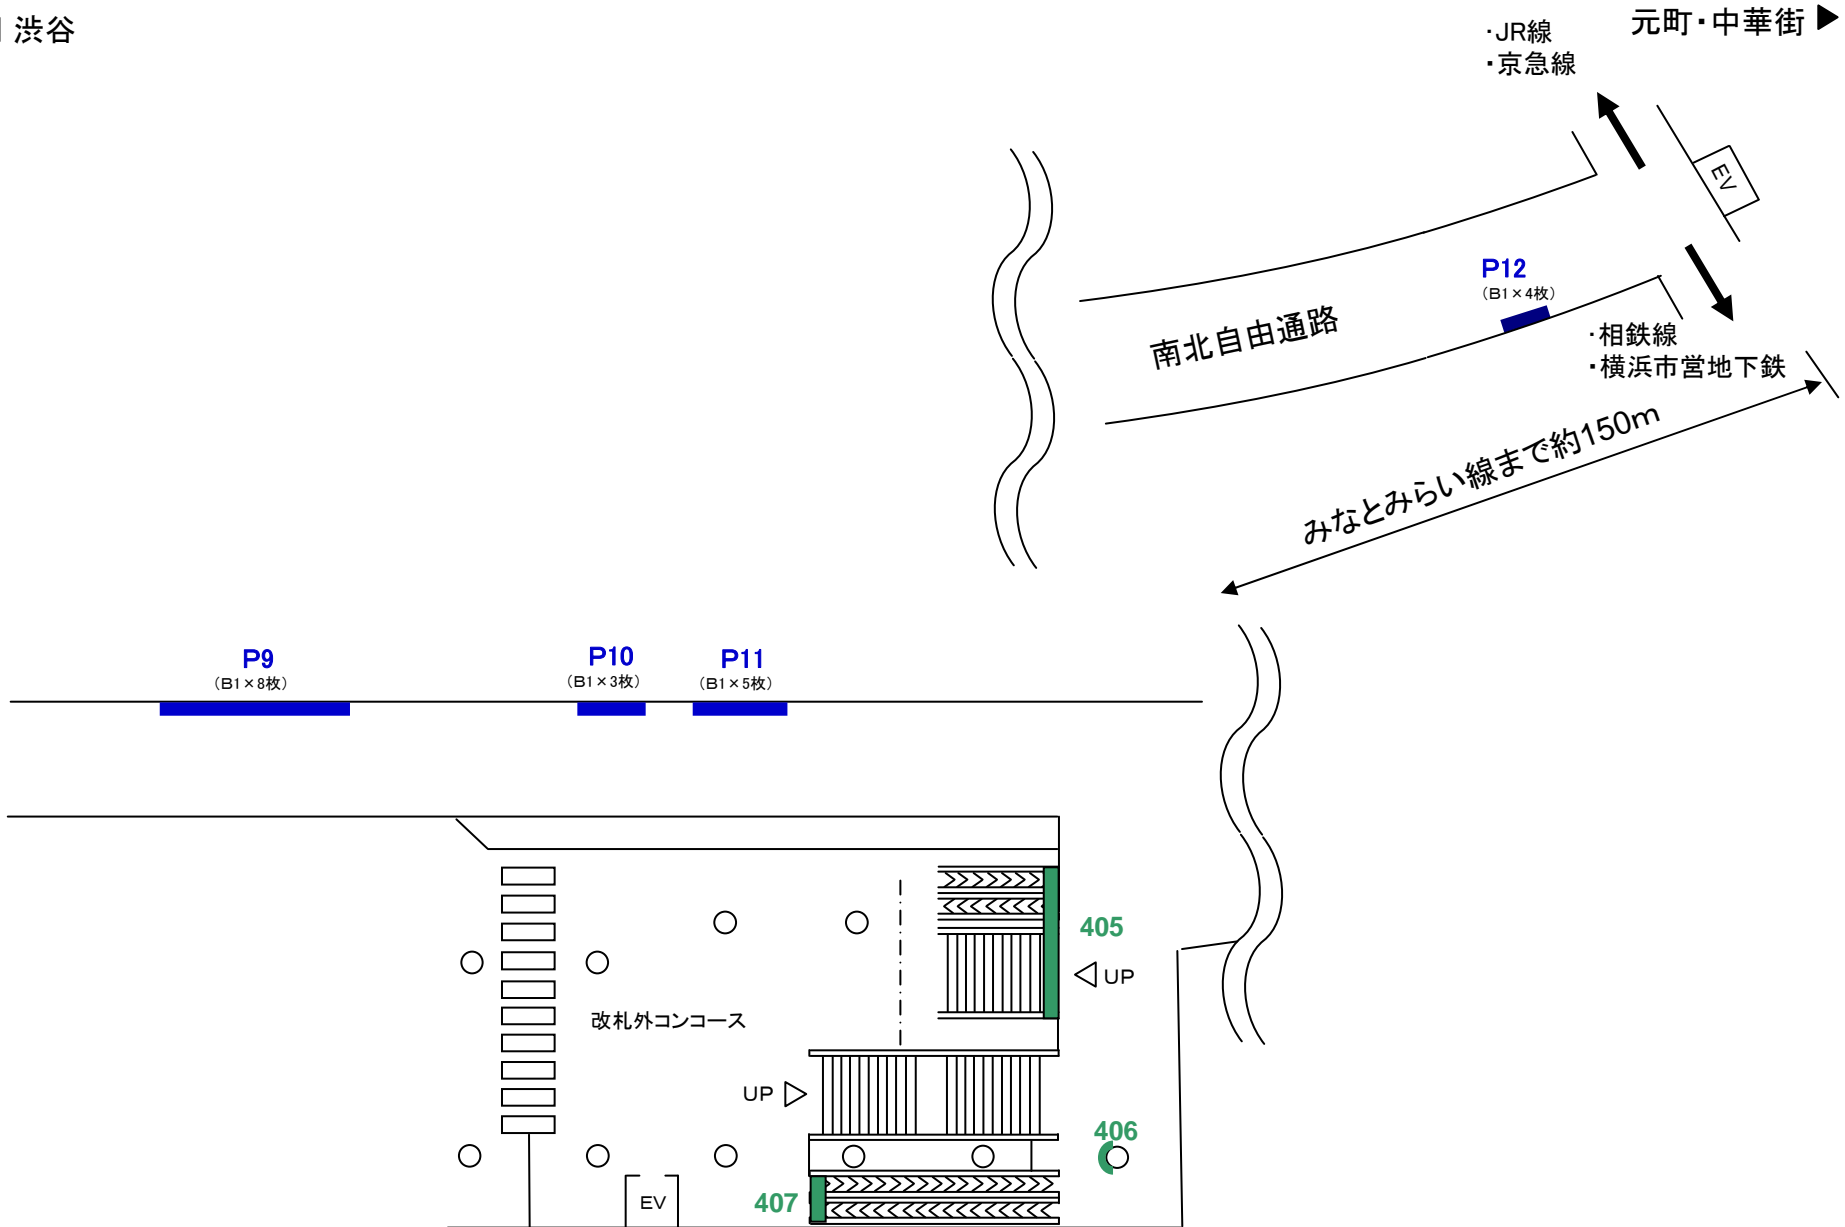 渋谷
元町・中華街 ▶
・JR線
・京急線
EV
P12
（B1×4枚）
南北自由通路
・相鉄線
・横浜市営地下鉄
みなとみらい線まで約150m
P9
（B1×8枚）
P10
（B1×3枚）
P11
（B1×5枚）
405
UP
改札外コンコース
UP
406
407
EV